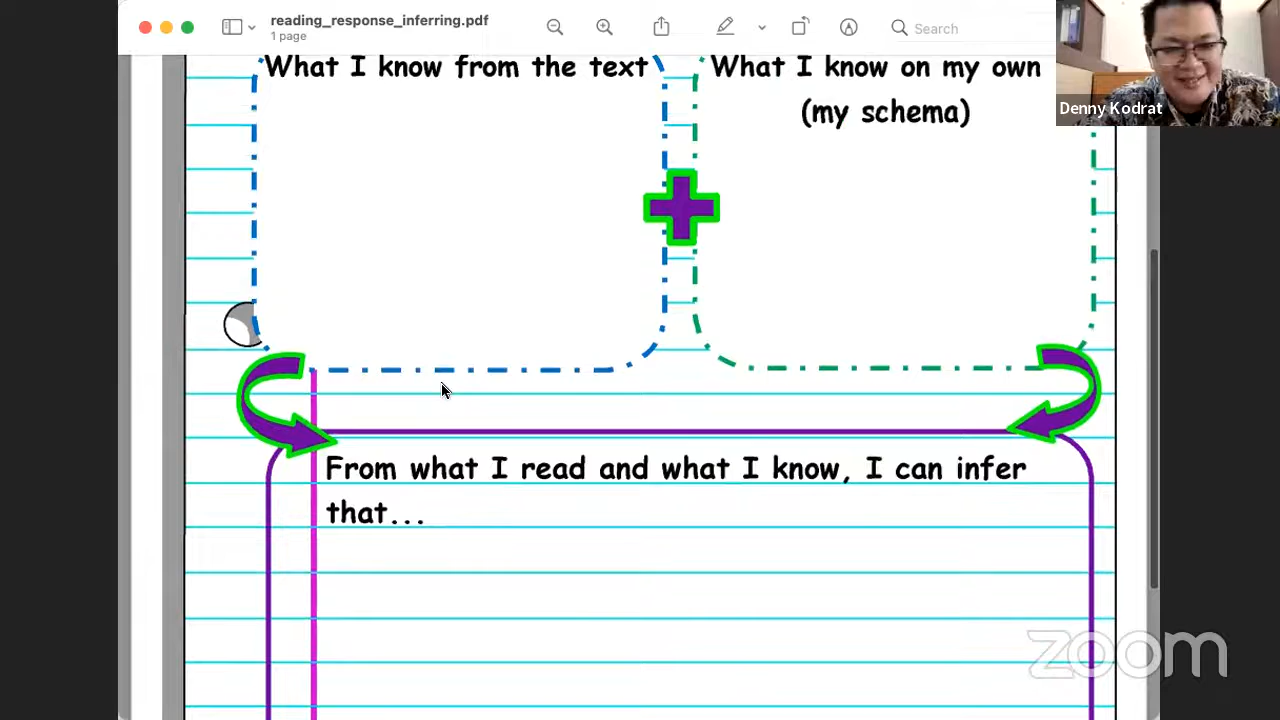 reading_response_inferring.pdf
1 page
Search
What I know from the text
What I know on my own
(my schema)
Denny Kodrat
From what I read and what I know, I can infer
that...
zoom